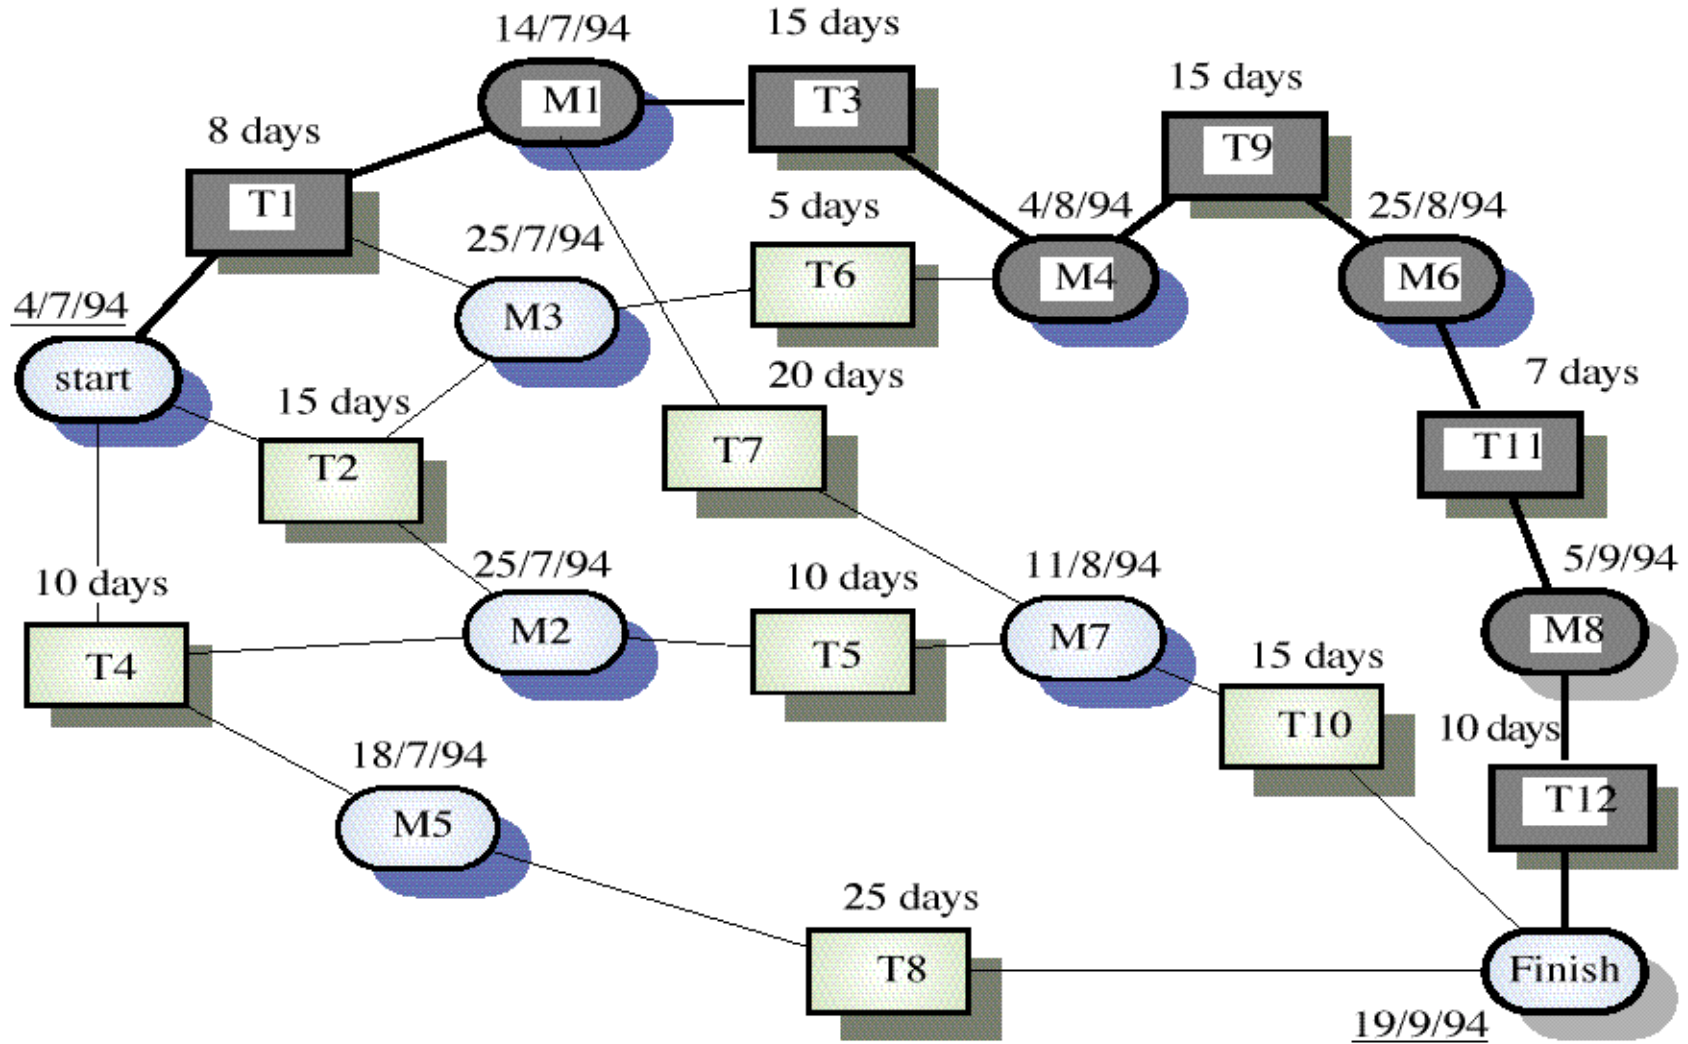 14/7/94
15 days
M1
T3
15 days
8 days
T9
T1
5 days
4/8/94
25/8/94
25/7/94
T6
M4
M6
4/7/94
M3
start
20 days
7 days
15 days
T2
T7
T11
25/7/94
11/8/94
5/9/94
10 days
10 days
M2
M7
M8
T4
T5
15 days
T10
10 days
18/7/94
M5
T12
25 days
T8
Finish
19/9/94